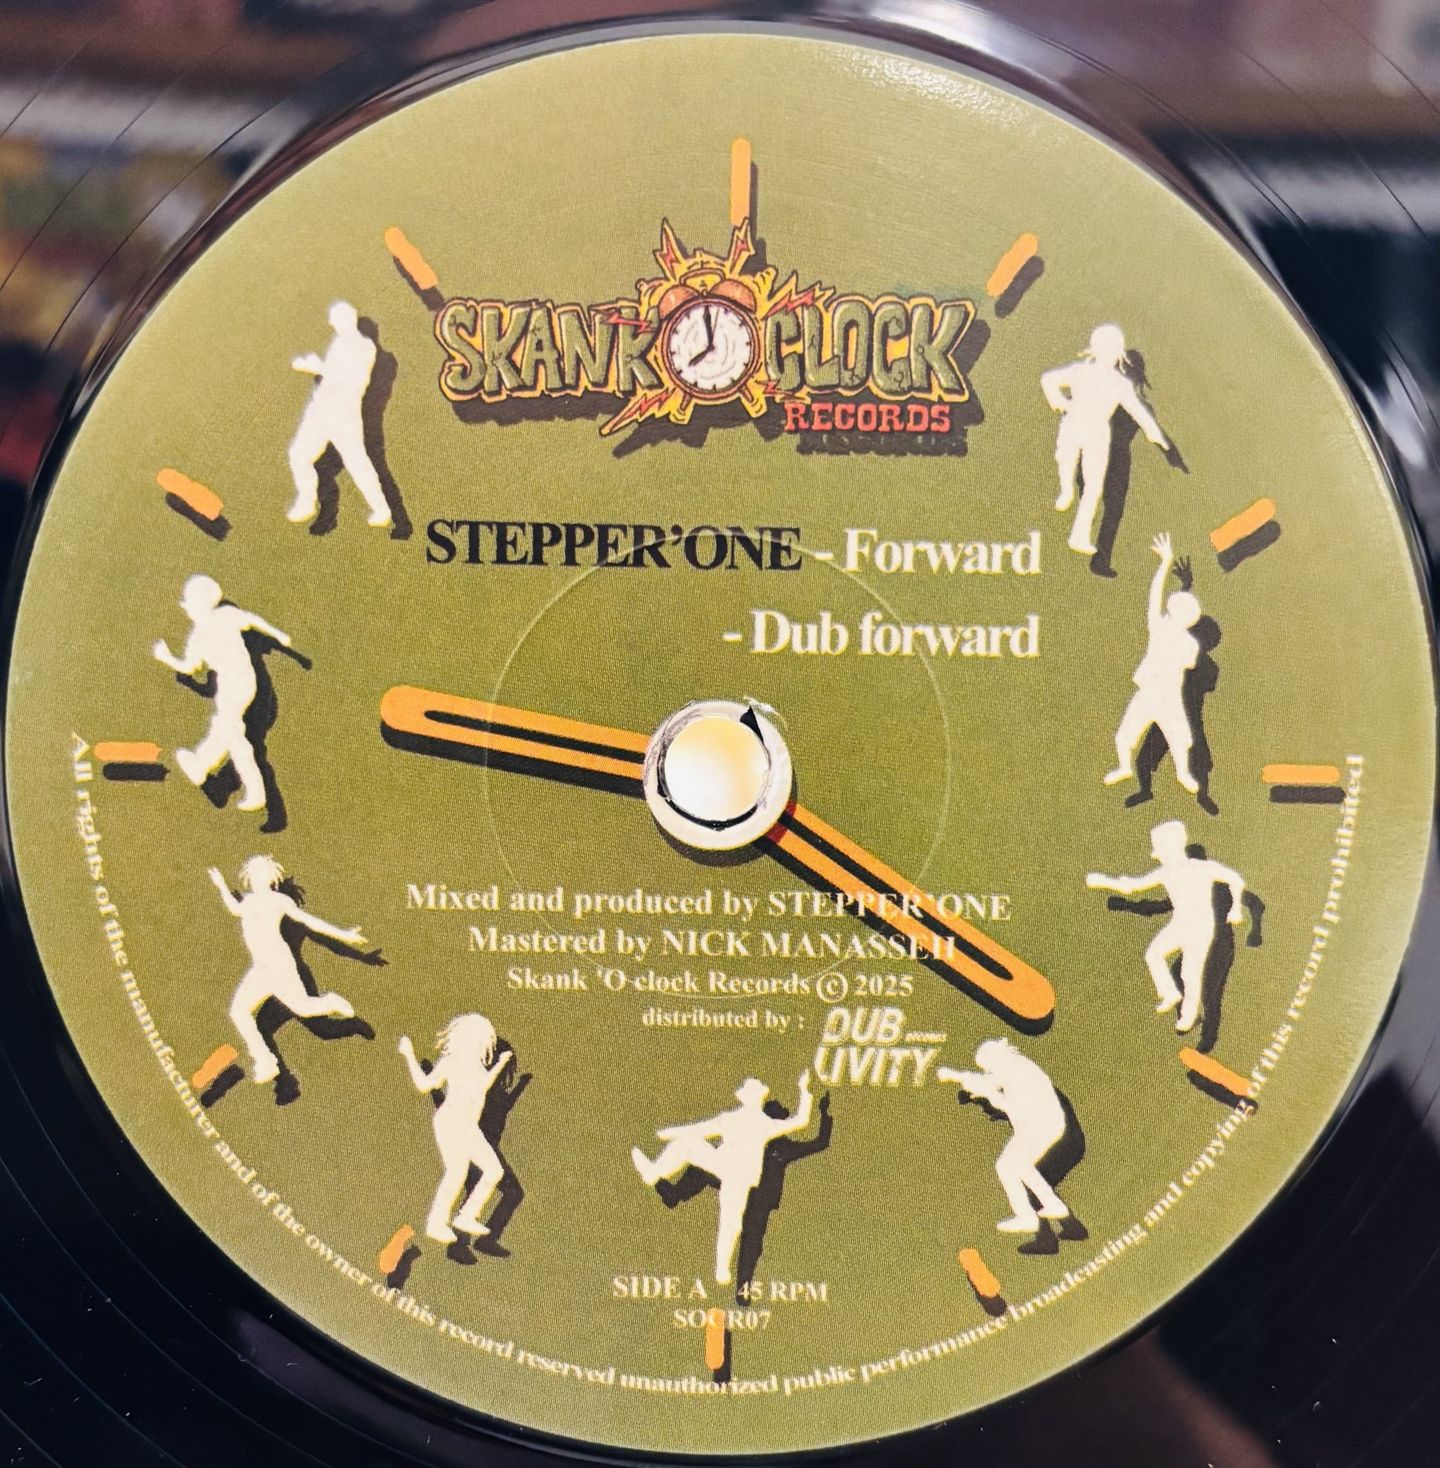 SKANK O CLOCK
RECORDS
STEPPER'ONE - Forward
- Dub forward
Mixed and produced by STEPPER'ONE
Mastered by NICK MANASSEH
Skank 'O clock Records © 2025
distributed by :
DUB
LIVITY
SIDE A 45 RPM
SOCR07
All rights of the manufacturer and of the owner of this record reserved unauthorized public performance broadcasting and copying of this record prohibited